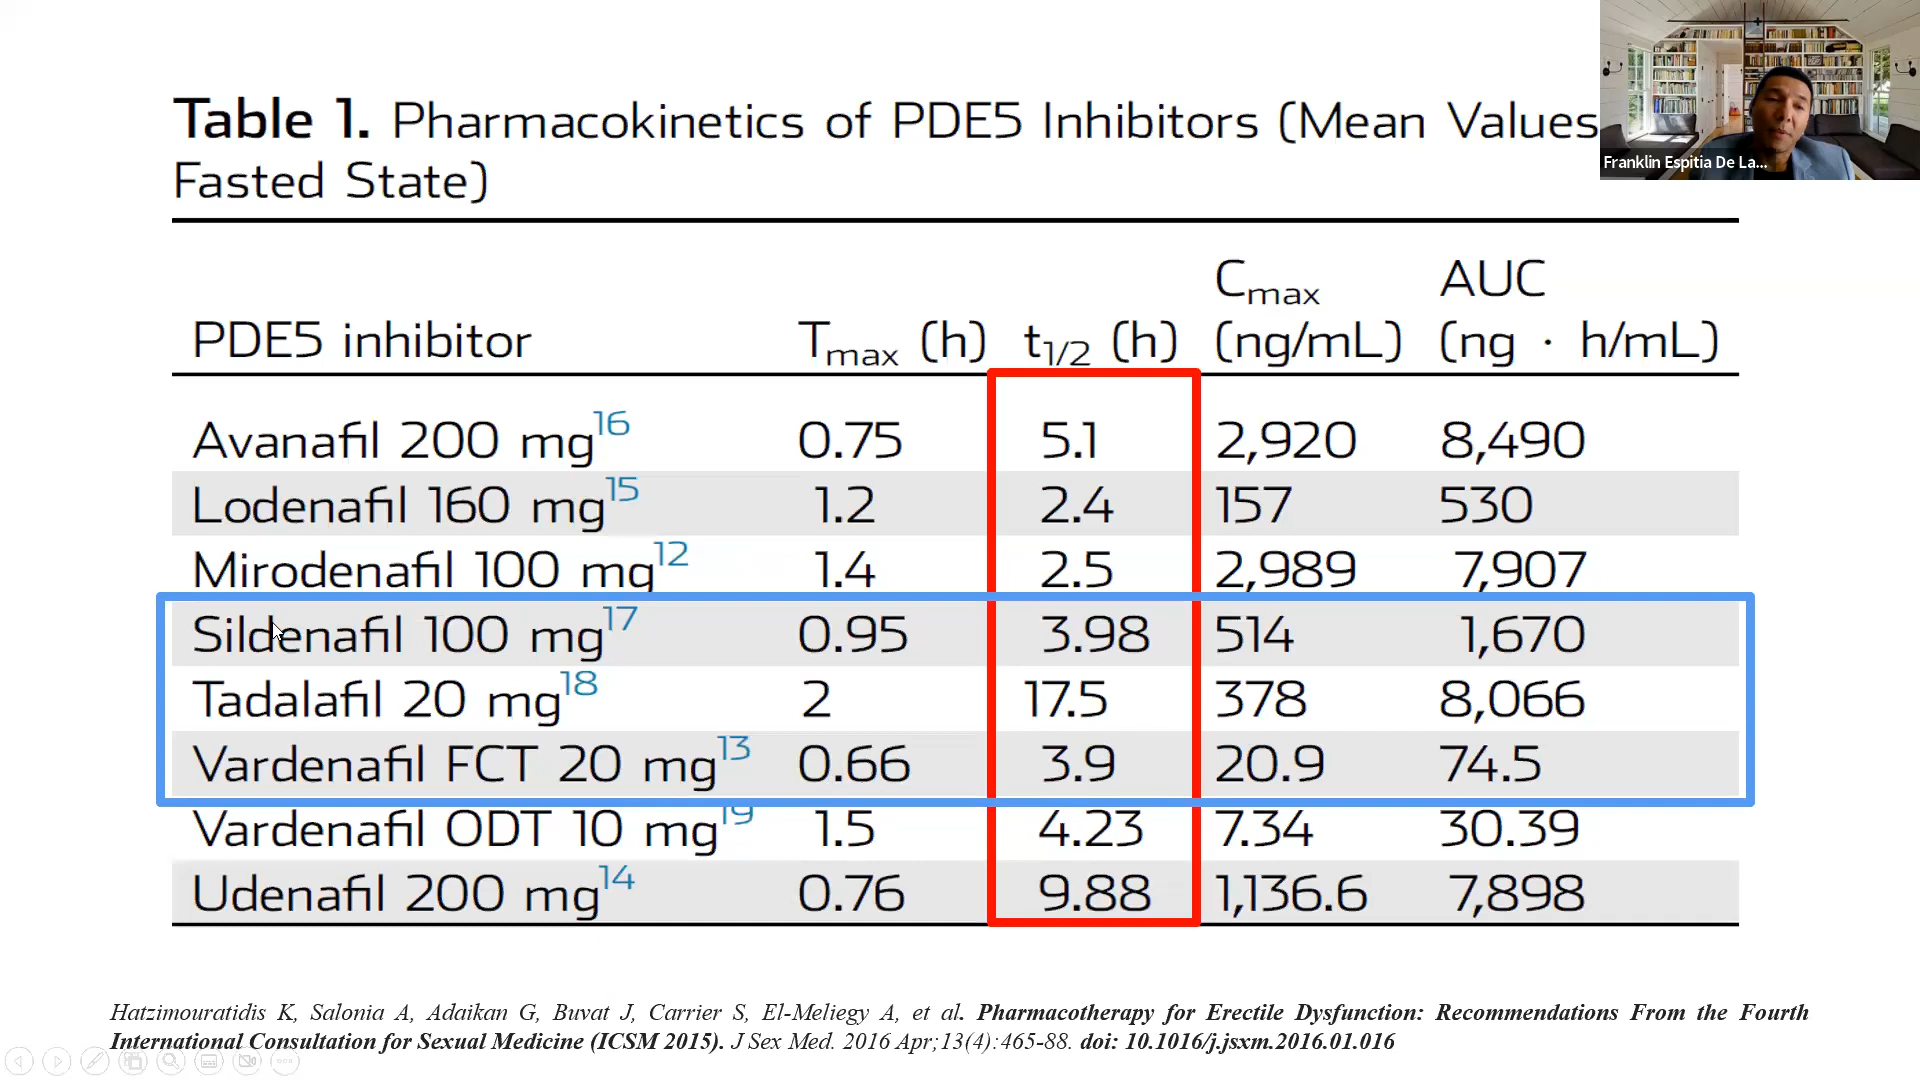 Table 1. Pharmacokinetics of PDE5 Inhibitors (Mean Values
Fasted State)
Franklin Espitia De La...
PDE5 inhibitor Tmax (h) t1/2 (h) Cmax (ng/mL) AUC (ng · h/mL)
Avanafil 200 mg16 0.75 5.1 2,920 8,490
Lodenafil 160 mg15 1.2 2.4 157 530
Mirodenafil 100 mg12 1.4 2.5 2,989 7,907
Sildenafil 100 mg17 0.95 3.98 514 1,670
Tadalafil 20 mg18 2 17.5 378 8,066
Vardenafil FCT 20 mg13 0.66 3.9 20.9 74.5
Vardenafil ODT 10 mg19 1.5 4.23 7.34 30.39
Udenafil 200 mg14 0.76 9.88 1,136.6 7,898
Hatzimouratidis K, Salonia A, Adaikan G, Buvat J, Carrier S, El-Meliegy A, et al. Pharmacotherapy for Erectile Dysfunction: Recommendations From the Fourth
International Consultation for Sexual Medicine (ICSM 2015). J Sex Med. 2016 Apr;13(4):465-88. doi: 10.1016/j.jsxm.2016.01.016